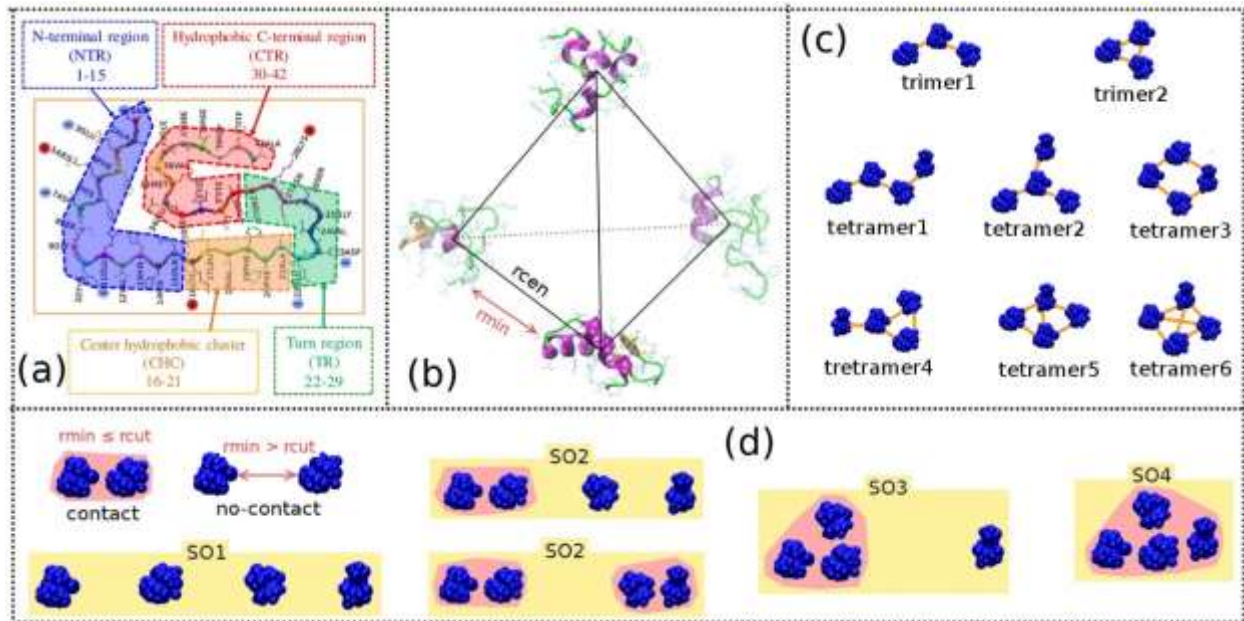 N-terminal region
(NTR)
1-15
Hydrophobic C-terminal region
(CTR)
30-42
Center hydrophobic cluster
(CHC)
16-21
Turn region
(TR)
22-29
(a)
rcen
rmin
(b)
(c)
trimer1
trimer2
tetramer1
tetramer2
tetramer3
tretramer4
tetramer5
tetramer6
rmin ≤ rcut
contact
rmin > rcut
no-contact
SO1
SO2
SO2
(d)
SO3
SO4